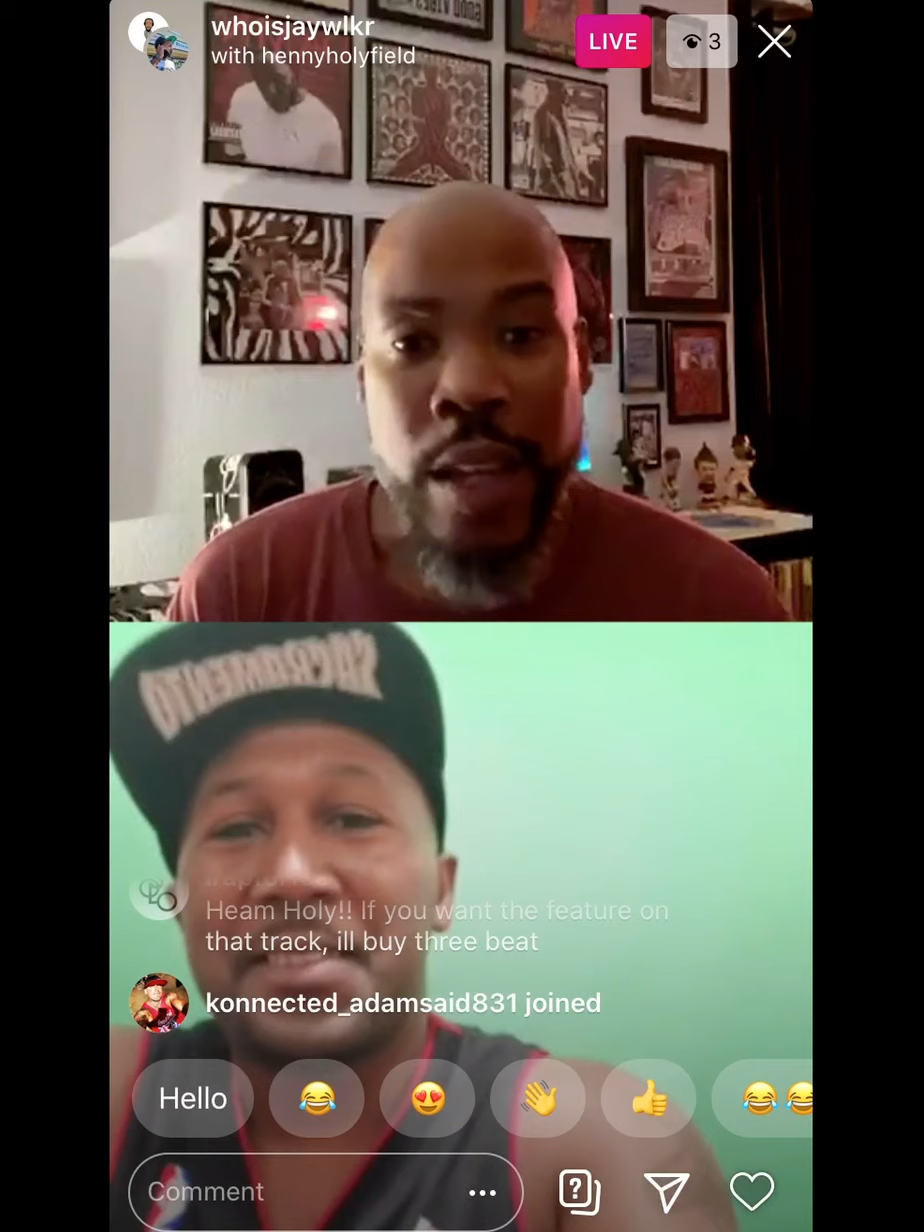 whoisjaywlkr
with hennyholyfield
LIVE
3
SACRAMENTO
Heam Holy!! If you want the feature on
that track, ill buy three beat
konnected_adamsaid831 joined
Hello
Comment